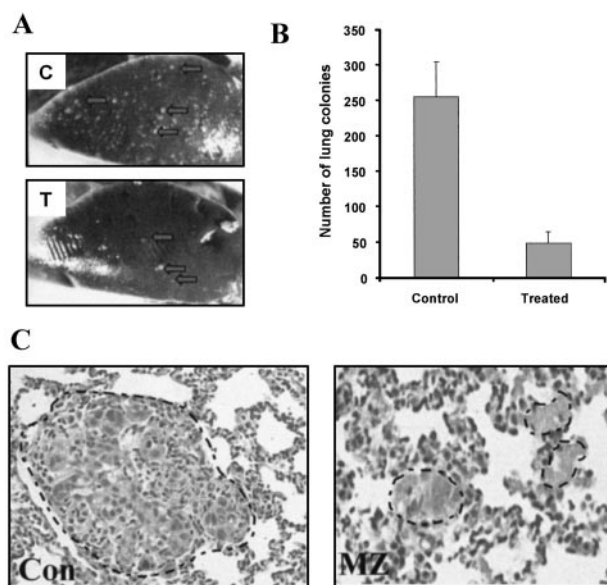 A
C
T
B
Number of lung colonies
350
300
250
200
150
100
50
0
Control
Treated
C
Con
MZ